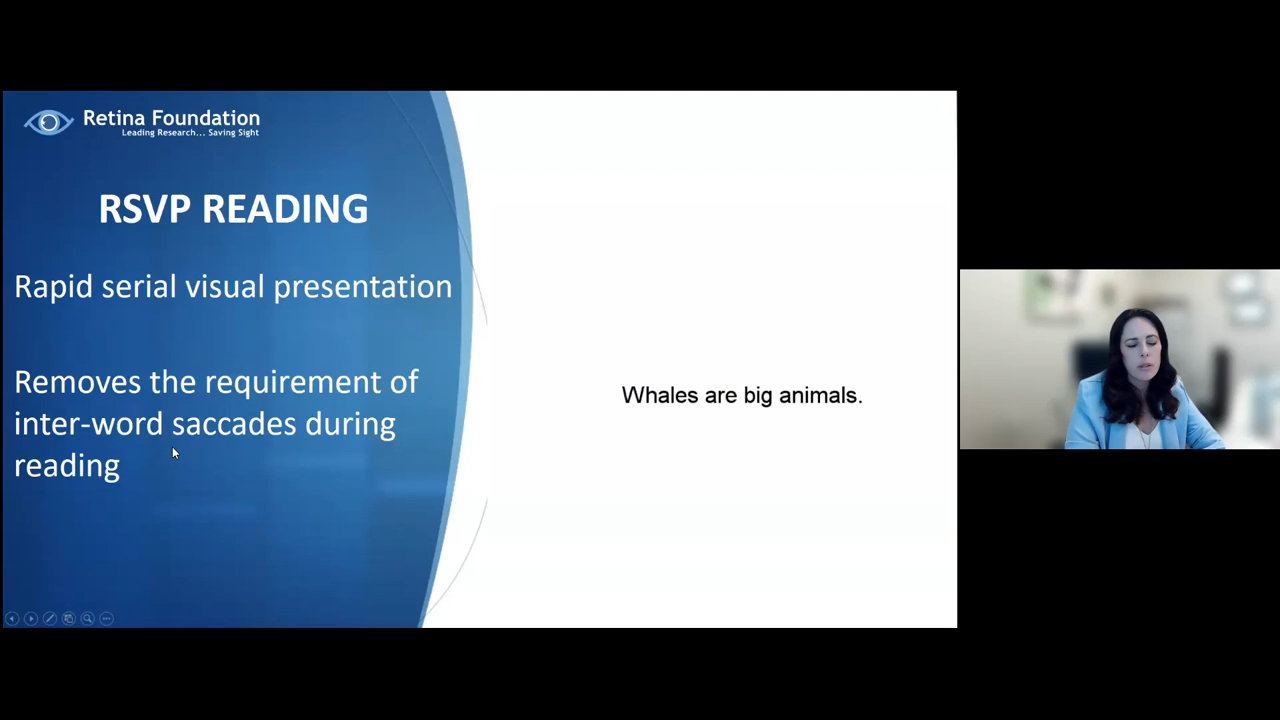 Retina Foundation
Leading Research... Saving Sight
RSVP READING
Rapid serial visual presentation
Removes the requirement of
inter-word saccades during
reading
Whales are big animals.